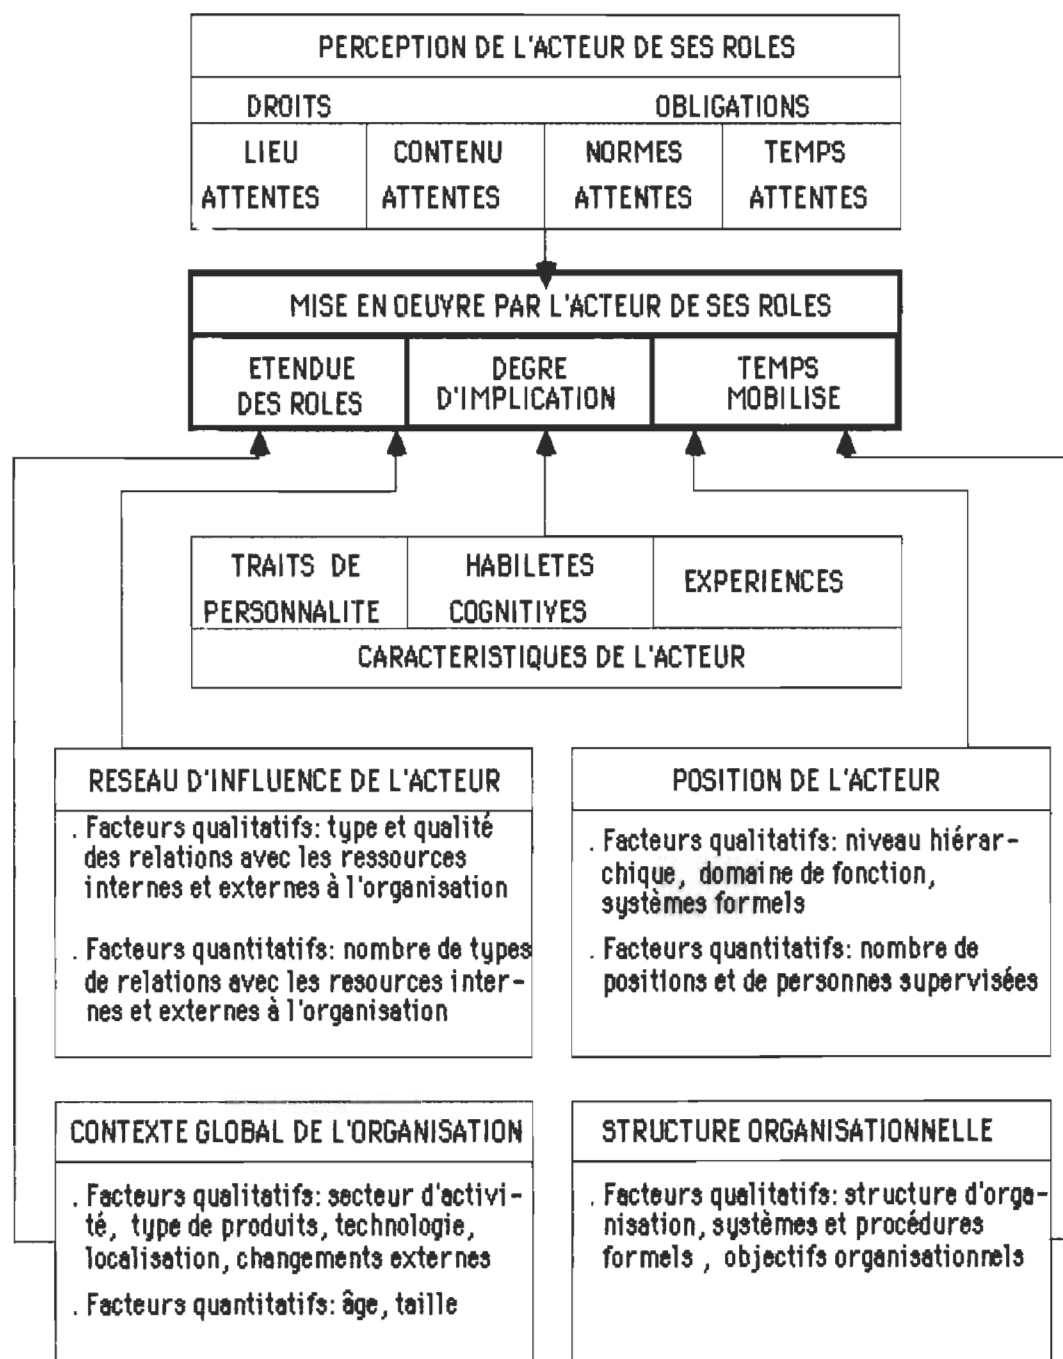 PERCEPTION DE L'ACTEUR DE SES ROLES
DROITS OBLIGATIONS
LIEU CONTENU NORMES TEMPS
ATTENTES ATTENTES ATTENTES ATTENTES
MISE EN OEUVRE PAR L'ACTEUR DE SES ROLES
ETENDUE
DES ROLES
DEGRE
D'IMPLICATION
TEMPS
MOBILISE
TRAITS DE
PERSONNALITE
HABILETES
COGNITIVES
EXPERIENCES
CARACTERISTIQUES DE L'ACTEUR
RESEAU D'INFLUENCE DE L'ACTEUR
. Facteurs qualitatifs: type et qualité
des relations avec les ressources
internes et externes à l'organisation
. Facteurs quantitatifs: nombre de types
de relations avec les resources inter-
nes et externes à l'organisation
POSITION DE L'ACTEUR
. Facteurs qualitatifs: niveau hiérar-
chique, domaine de fonction,
systèmes formels
. Facteurs quantitatifs: nombre de
positions et de personnes supervisées
CONTEXTE GLOBAL DE L'ORGANISATION
. Facteurs qualitatifs: secteur d'activi-
té, type de produits, technologie,
localisation, changements externes
. Facteurs quantitatifs: âge, taille
STRUCTURE ORGANISATIONNELLE
. Facteurs qualitatifs: structure d'orga-
nisation, systèmes et procédures
formels , objectifs organisationnels